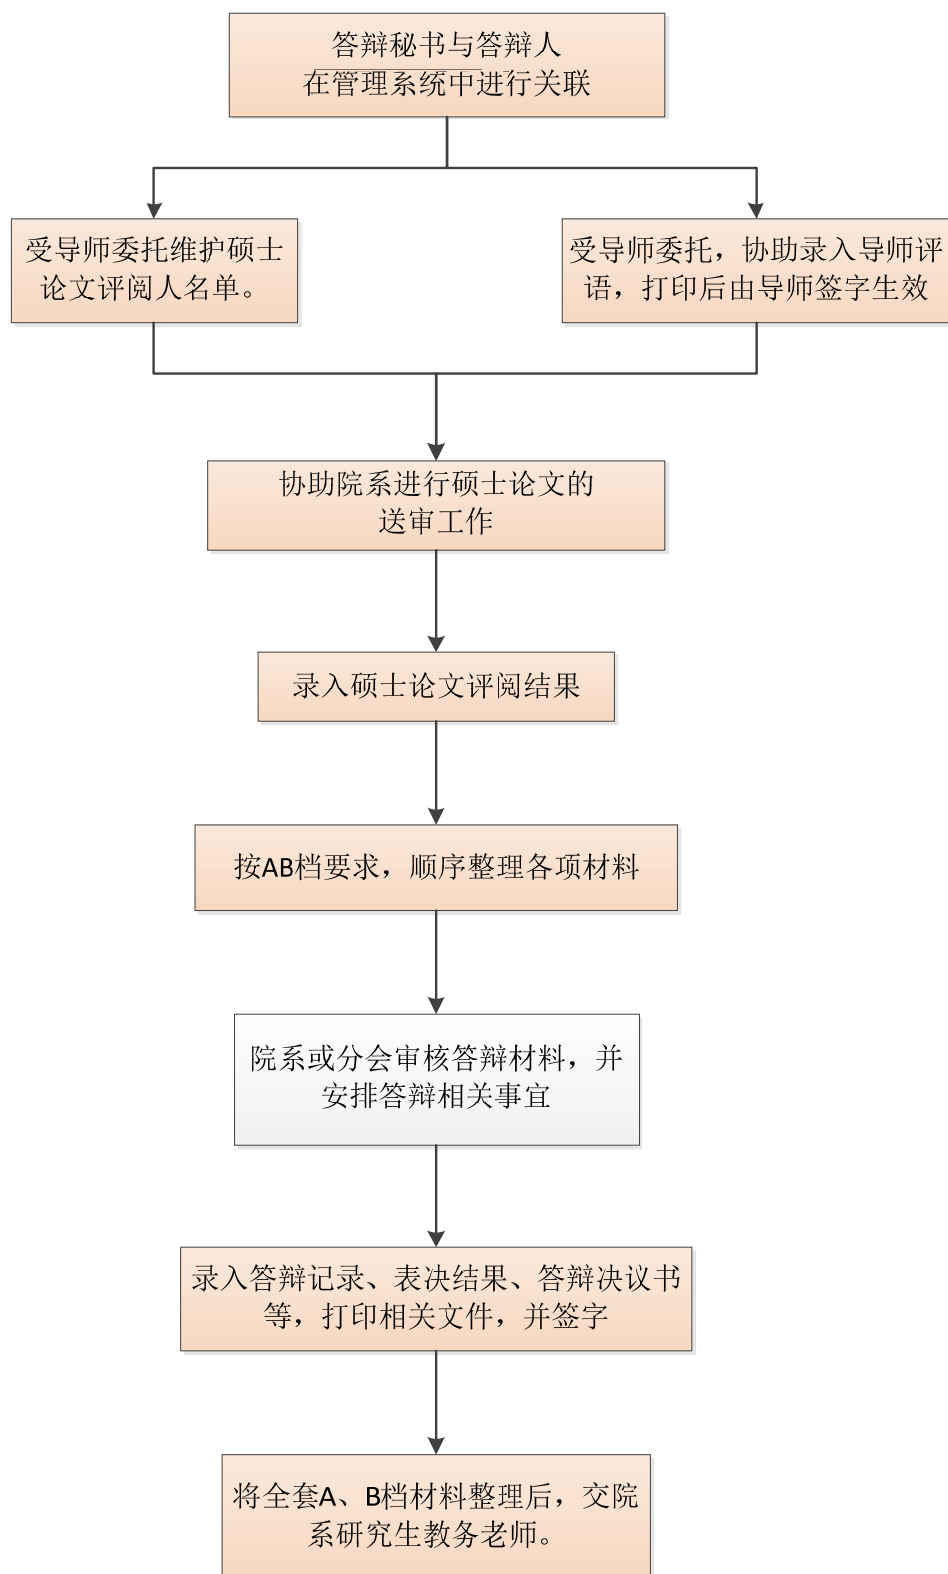 答辩秘书与答辩人
在管理系统中进行关联
受导师委托维护硕士
论文评阅人名单。
受导师委托，协助录入导师评
语，打印后由导师签字生效
协助院系进行硕士论文的
送审工作
录入硕士论文评阅结果
按AB档要求，顺序整理各项材料
院系或分会审核答辩材料，并
安排答辩相关事宜
录入答辩记录、表决结果、答辩决议书
等，打印相关文件，并签字
将全套A、B档材料整理后，交院
系研究生教务老师。